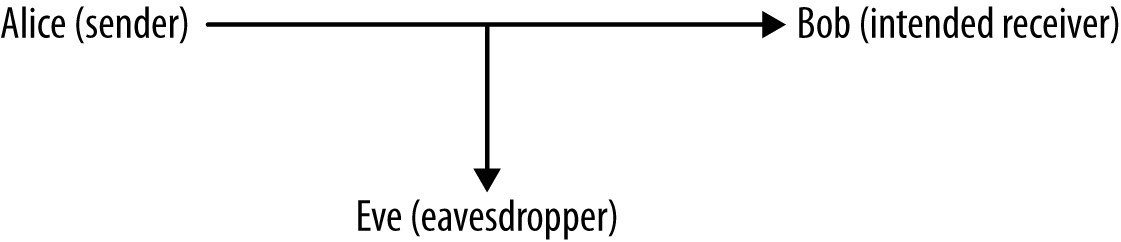 Alice (sender)
Bob (intended receiver)
Eve (eavesdropper)